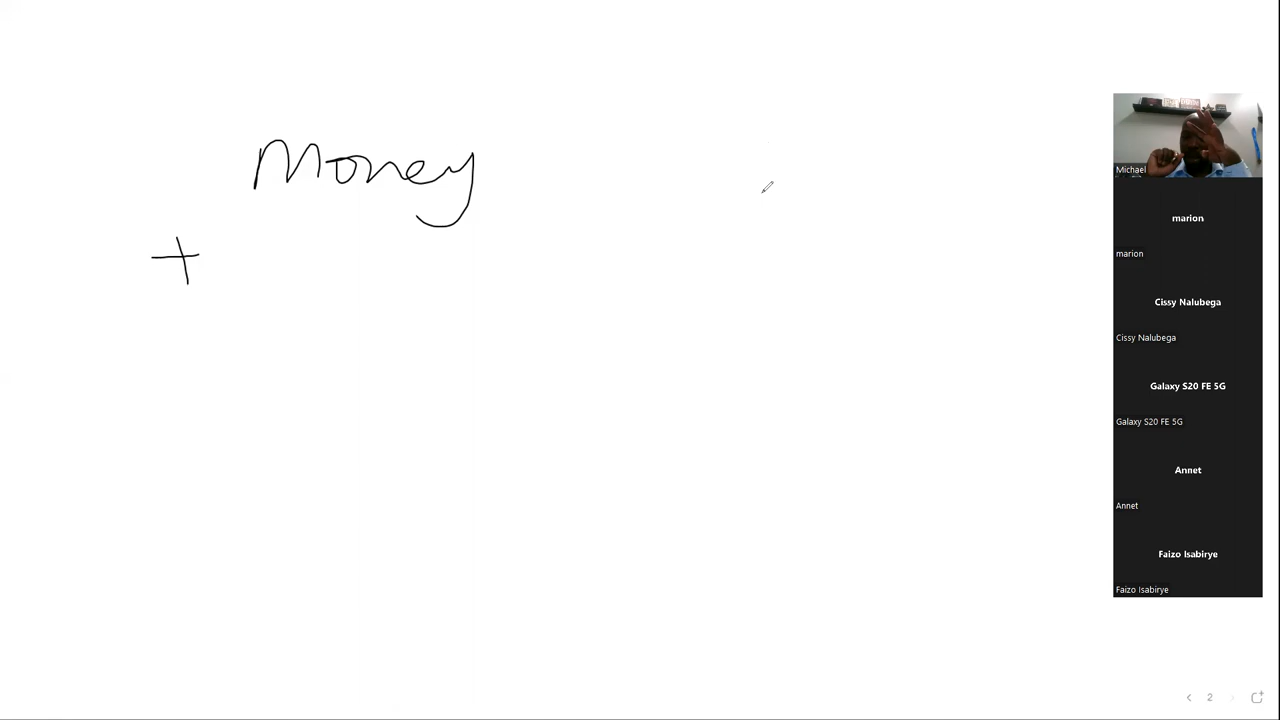 Money
+
Michael
marion
marion
Cissy Nalubega
Cissy Nalubega
Galaxy S20 FE 5G
Galaxy S20 FE 5G
Annet
Annet
Faizo Isabirye
Faizo Isabirye
2